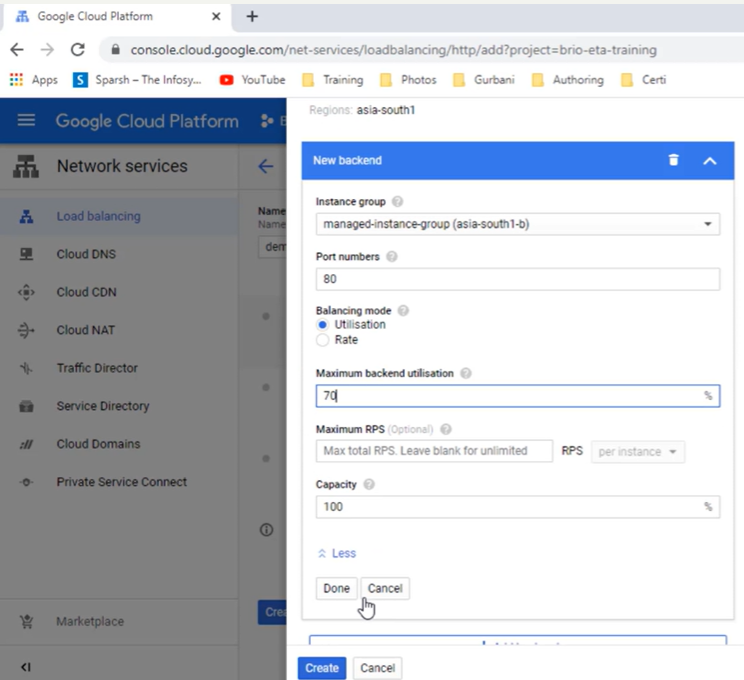 Google Cloud Platform
console.cloud.google.com/net-services/loadbalancing/http/add?project=brio-eta-training
Apps
S
Sparsh – The Infosy...
YouTube
Training
Photos
Gurbani
Authoring
Certi
Google Cloud Platform
B
Network services
Load balancing
Cloud DNS
Cloud CDN
Cloud NAT
Traffic Director
Service Directory
Cloud Domains
Private Service Connect
Marketplace
Name
Name
dem
Crea
Regions: asia-south1
New backend
Instance group
managed-instance-group (asia-south1-b)
Port numbers
80
Balancing mode
Utilisation
Rate
Maximum backend utilisation
70 %
Maximum RPS (Optional)
Max total RPS. Leave blank for unlimited RPS per instance
Capacity
100 %
Less
Done Cancel
Create Cancel